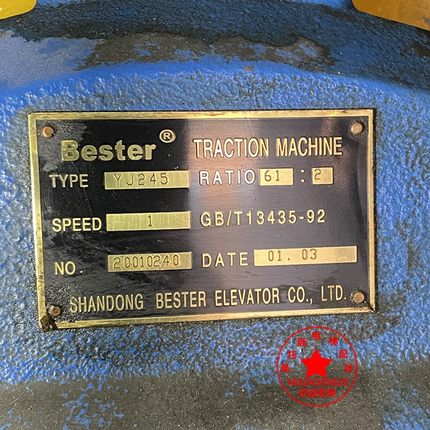 Bester® TRACTION MACHINE
TYPE YJ245 RATIO 61 : 2
SPEED 1 GB/T13435-92
NO. 20010240 DATE 01. 03
SHANDONG BESTER ELEVATOR CO., LTD.